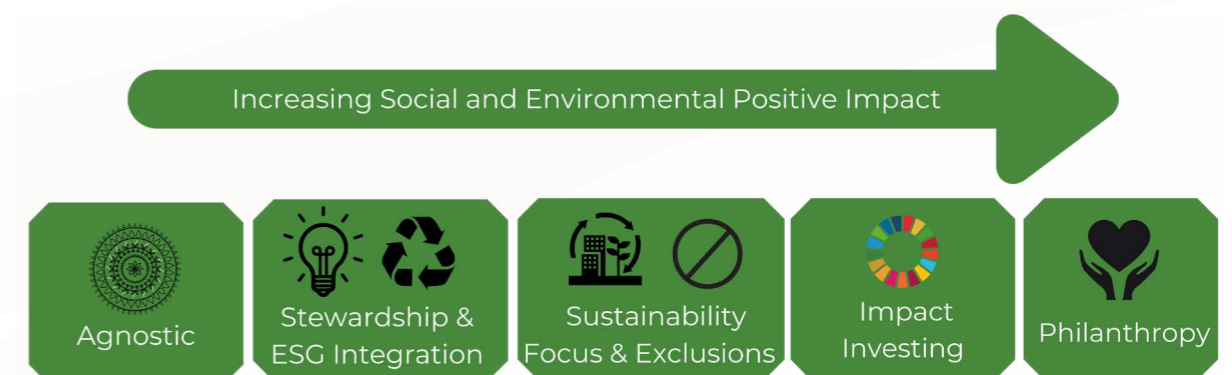 Increasing Social and Environmental Positive Impact
Agnostic
Stewardship &
ESG Integration
Sustainability
Focus & Exclusions
Impact
Investing
Philanthropy